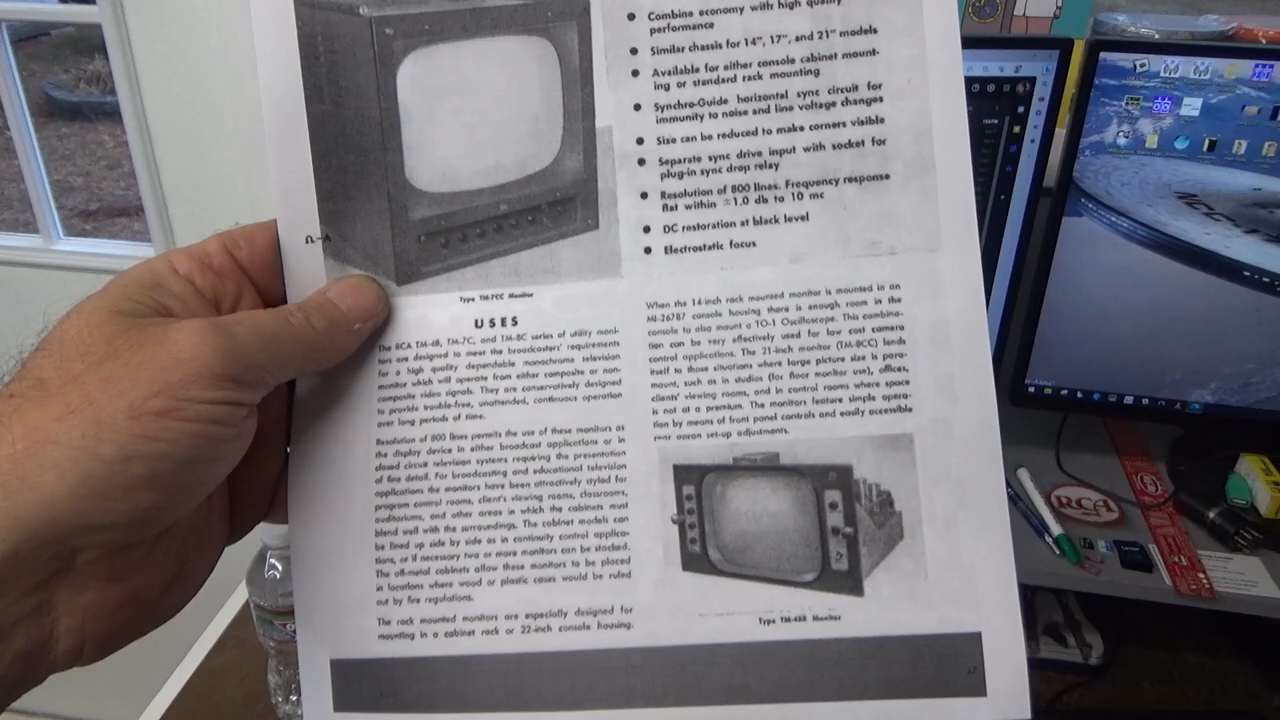 Combine economy with high quality
performance
Similar chassis for 14", 17", and 21" models
Available for either console cabinet mount-
ing or standard rack mounting
Synchro-Guide horizontal sync circuit for
immunity to noise and line voltage changes
Size can be reduced to make corners visible
Separate sync drive input with socket for
plug-in sync drop relay
Resolution of 800 lines. Frequency response
flat within ±1.0 db to 10 mc
DC restoration at black level
Electrostatic focus
Type TM-7CC Monitor
USES
The RCA TM-4B, TM-7C, and TM-8C series of utility moni-
tors are designed to meet the broadcasters' requirements
for a high quality dependable monochrome television
monitor which will operate from either composite or non-
composite video signals. They are conservatively designed
to provide trouble-free, unattended, continuous operation
over long periods of time.
Resolution of 800 lines permits the use of these monitors as
the display device in either broadcast applications or in
closed circuit television systems requiring the presentation
of fine detail. For broadcasting and educational television
applications the monitors have been attractively styled for
program control rooms, client's viewing rooms, classrooms,
auditoriums, and other areas in which the cabinets must
blend well with the surroundings. The cabinet models can
be lined up side by side as in continuity control applica-
tions, or if necessary two or more monitors can be stacked.
The all-metal cabinets allow these monitors to be placed
in locations where wood or plastic cases would be ruled
out by fire regulations.
The rack mounted monitors are especially designed for
mounting in a cabinet rack or 22-inch console housing.
When the 14-inch rack mounted monitor is mounted in an
MI-26787 console housing there is enough room in the
console to also mount a TO-1 Oscilloscope. This combina-
tion can be very effectively used for low cost camera
control applications. The 21-inch monitor (TM-8CC) lends
itself to those situations where large picture size is para-
mount, such as in studios (for floor monitor use), offices,
clients' viewing rooms, and in control rooms where space
is not at a premium. The monitors feature simple opera-
tion by means of front panel controls and easily accessible
rear apron set-up adjustments.
Type TM-4BR Monitor
RCA
NCC-17